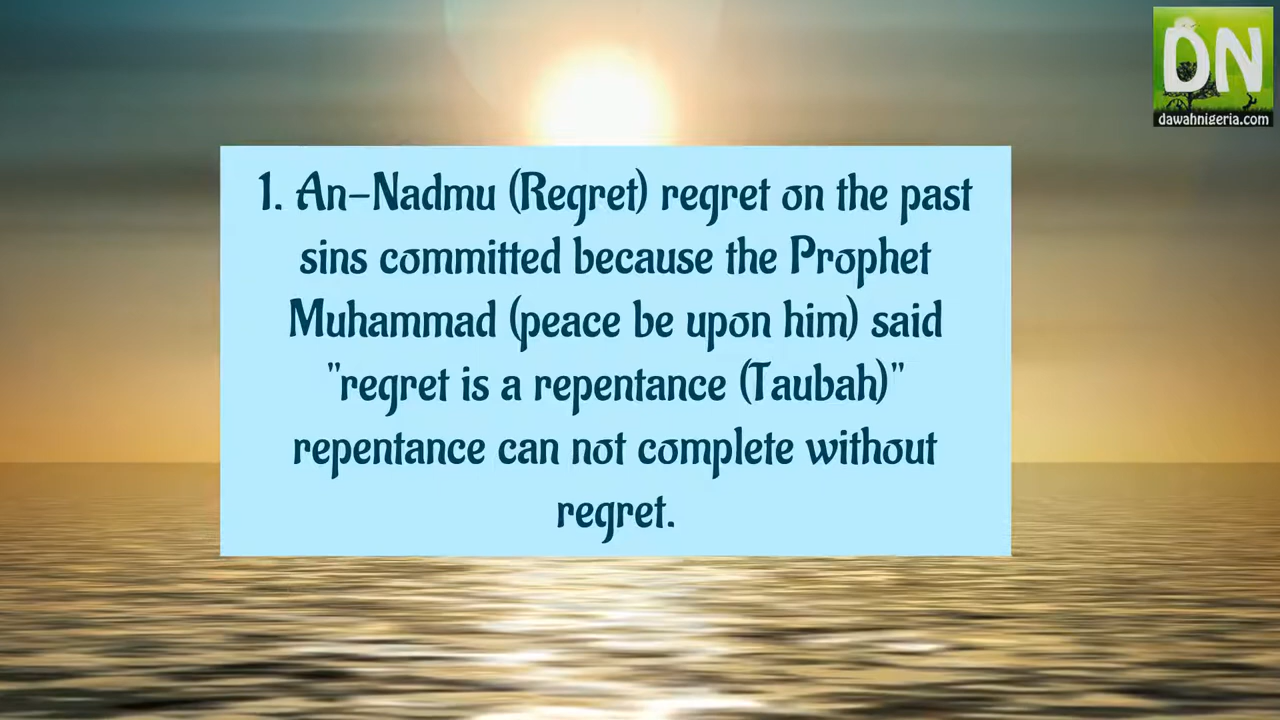 DN
dawahnigeria.com
1. An-Nadmu (Regret) regret on the past
sins committed because the Prophet
Muhammad (peace be upon him) said
"regret is a repentance (Taubah)"
repentance can not complete without
regret.